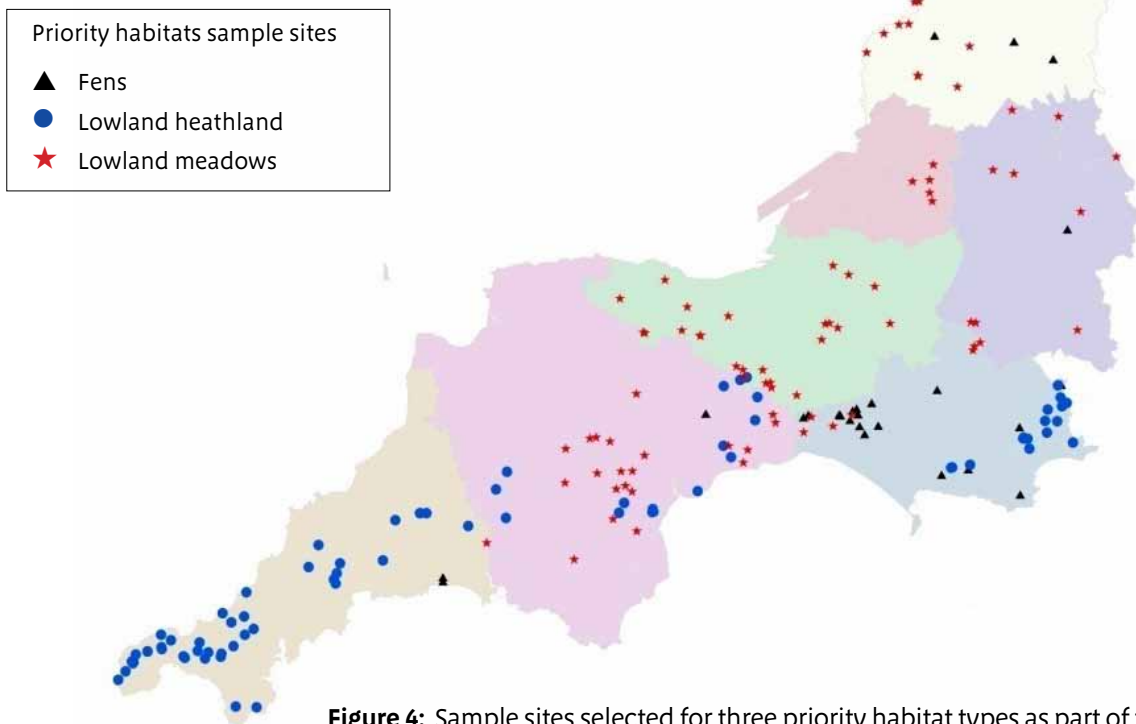 Priority habitats sample sites
Fens
Lowland heathland
Lowland meadows
Figure 4: Sample sites selected for three priority habitat types as part of